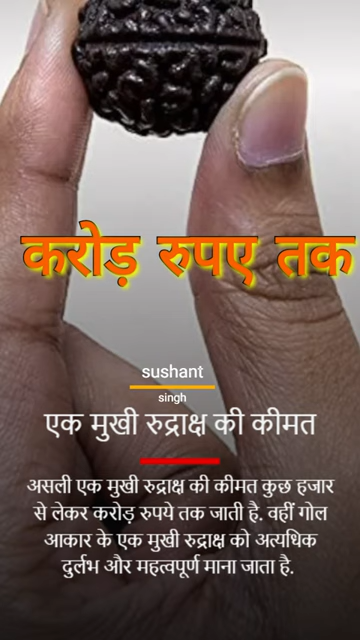 करोड़ रुपए तक
sushant
singh
एक मुखी रुद्राक्ष की कीमत
असली एक मुखी रुद्राक्ष की कीमत कुछ हजार
से लेकर करोड़ रुपये तक जाती है. वहीं गोल
आकार के एक मुखी रुद्राक्ष को अत्यधिक
दुर्लभ और महत्वपूर्ण माना जाता है.